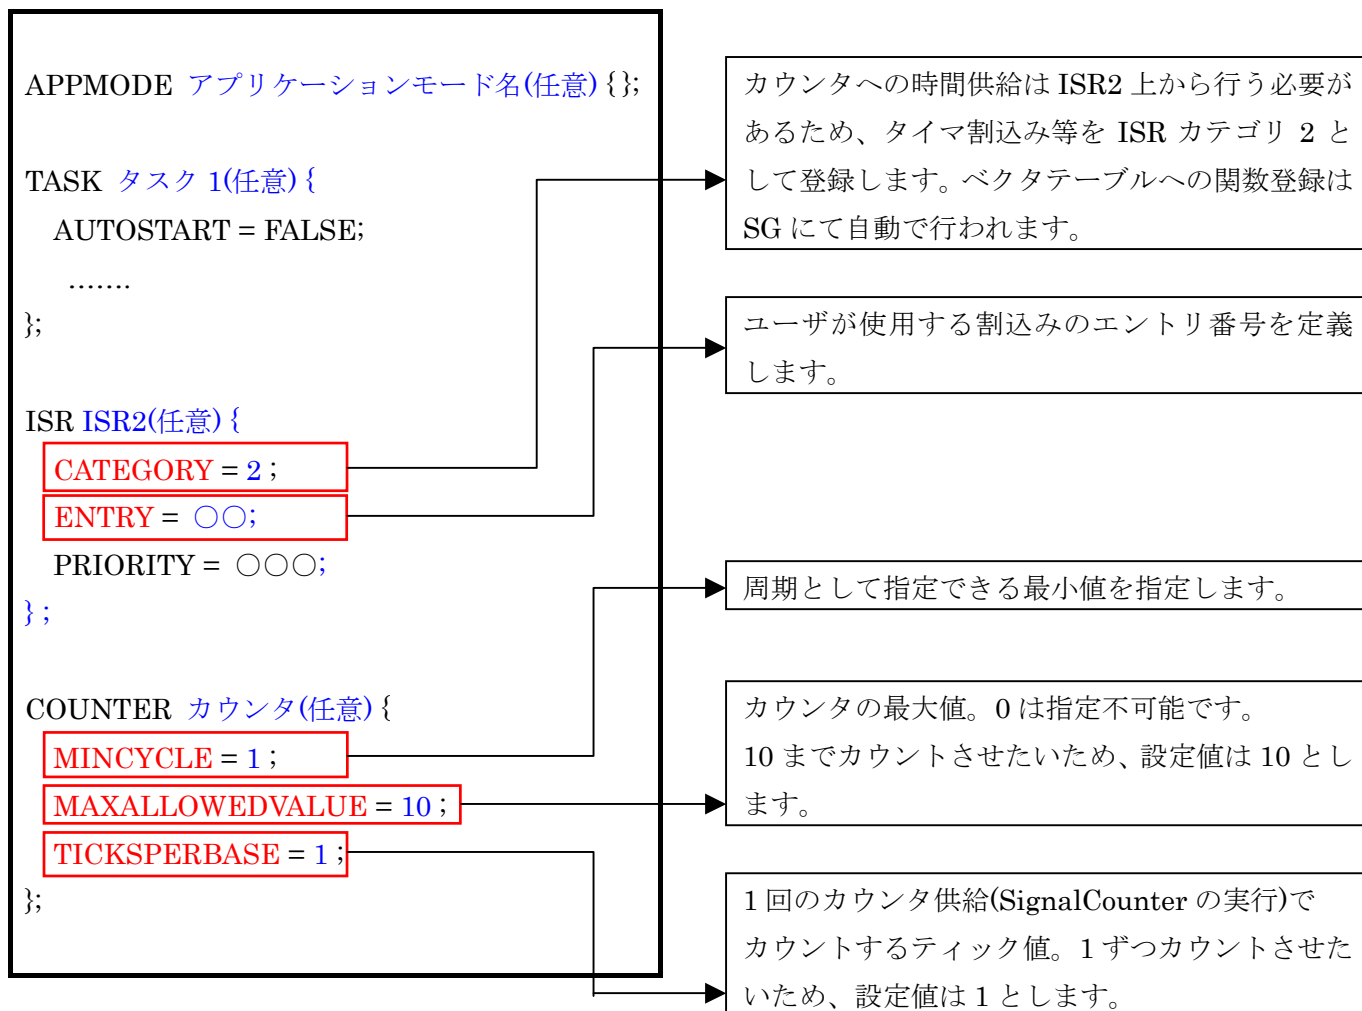 APPMODE アプリケーションモード名(任意) {};
TASK タスク 1(任意) {
AUTOSTART = FALSE;
…….
};
ISR ISR2(任意) {
CATEGORY = 2 ;
ENTRY = 〇〇;
PRIORITY = 〇〇〇;
} ;
COUNTER カウンタ(任意) {
MINCYCLE = 1 ;
MAXALLOWEDVALUE = 10 ;
TICKSPERBASE = 1 ;
};
カウンタへの時間供給は ISR2 上から行う必要が
あるため、タイマ割込み等を ISR カテゴリ 2 と
して登録します。ベクタテーブルへの関数登録は
SG にて自動で行われます。
ユーザが使用する割込みのエントリ番号を定義
します。
周期として指定できる最小値を指定します。
カウンタの最大値。0 は指定不可能です。
10 までカウントさせたいため、設定値は 10 とし
ます。
1 回のカウンタ供給(SignalCounter の実行)で
カウントするティック値。1 ずつカウントさせた
いため、設定値は 1 とします。